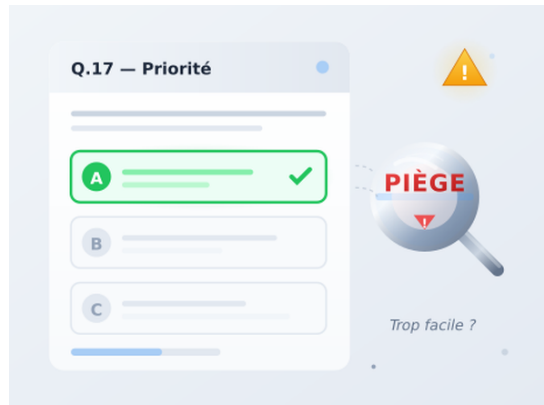 Q.17 — Priorité
!
A
B
C
PIÈGE
!
Trop facile ?